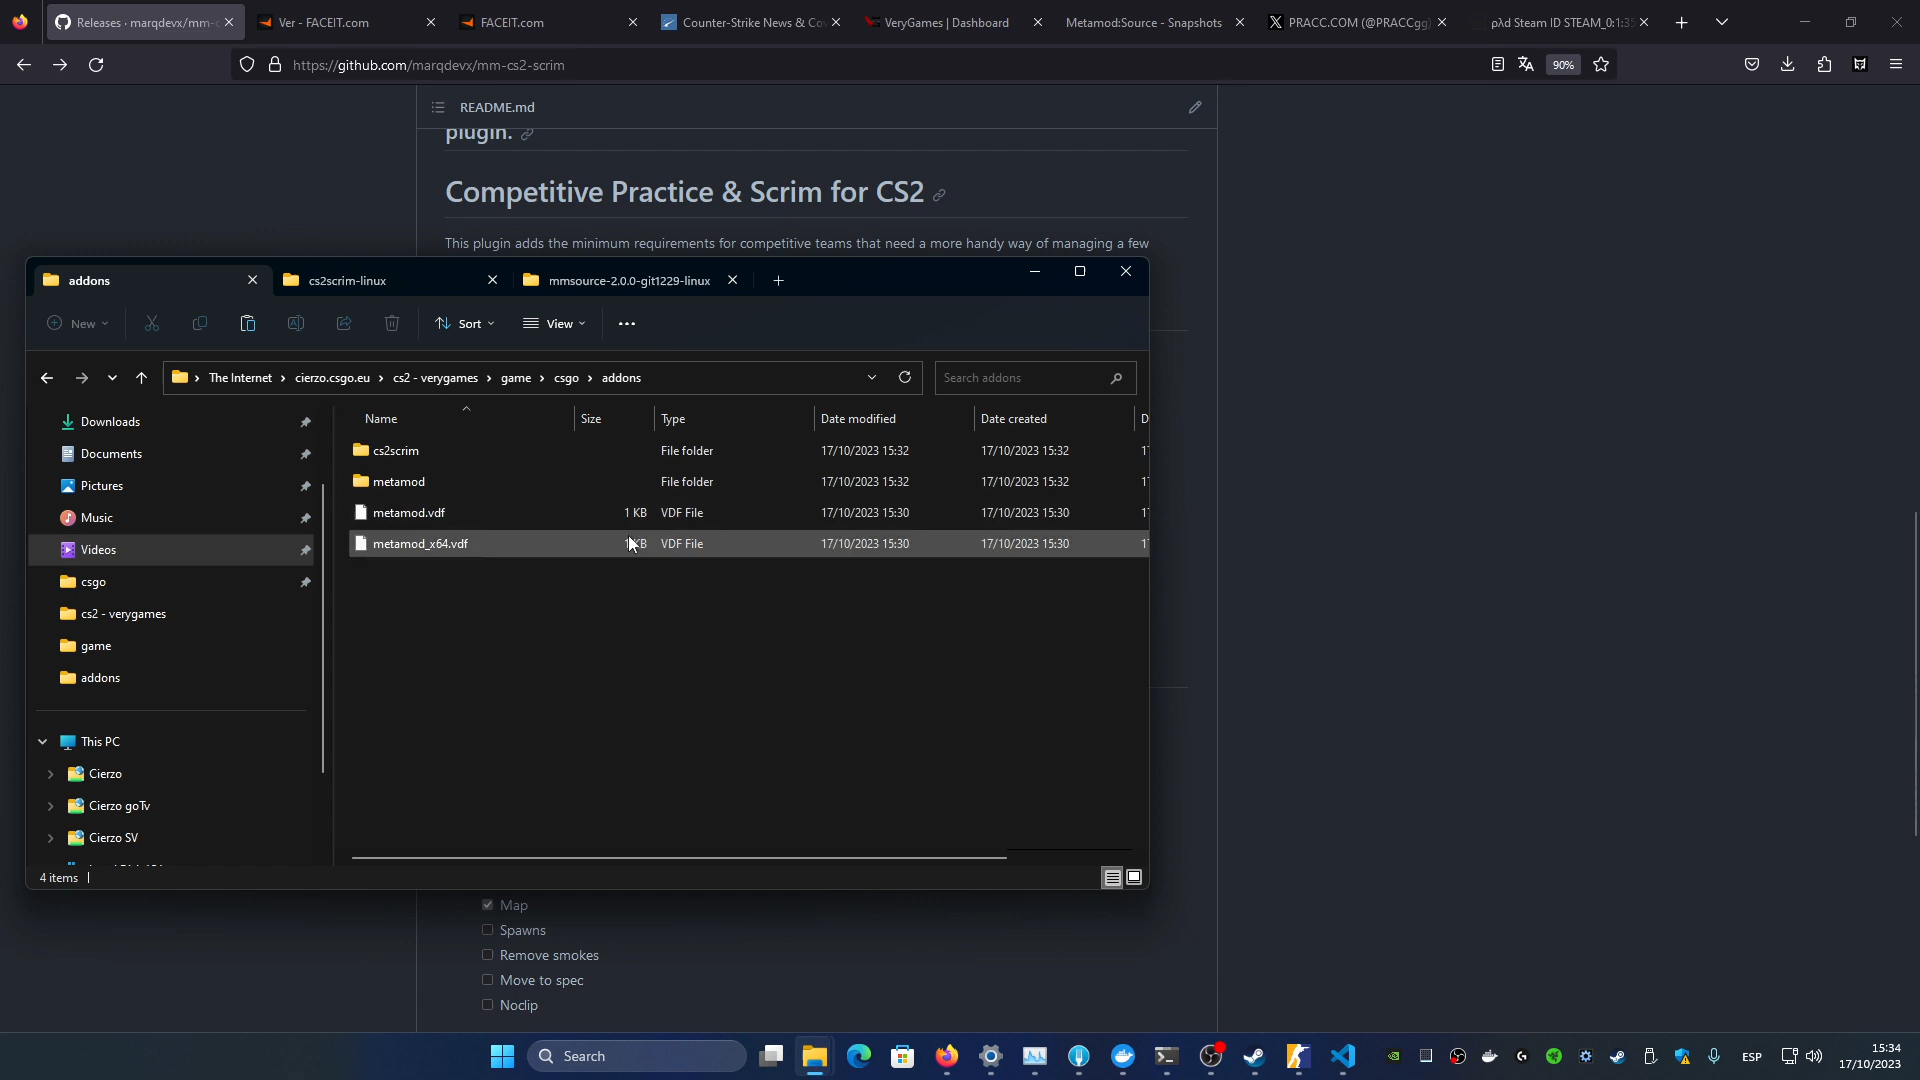 Releases · marqdevx/mm-c
Ver - FACEIT.com
FACEIT.com
Counter-Strike News & Co
VeryGames | Dashboard
Metamod:Source - Snapshots
PRACC.COM (@PRACCgg)
ρλd Steam ID STEAM_0:1:35
https://github.com/marqdevx/mm-cs2-scrim
90%
README.md
plugin.
Competitive Practice & Scrim for CS2
This plugin adds the minimum requirements for competitive teams that need a more handy way of managing a few
addons
cs2scrim-linux
mmsource-2.0.0-git1229-linux
New
Sort
View
The Internet › cierzo.csgo.eu › cs2 - verygames › game › csgo › addons
Search addons
Name
Size
Type
Date modified
Date created
cs2scrim File folder 17/10/2023 15:32 17/10/2023 15:32
metamod File folder 17/10/2023 15:32 17/10/2023 15:32
metamod.vdf 1 KB VDF File 17/10/2023 15:30 17/10/2023 15:30
metamod_x64.vdf 1 KB VDF File 17/10/2023 15:30 17/10/2023 15:30
Downloads
Documents
Pictures
Music
Videos
csgo
cs2 - verygames
game
addons
This PC
Cierzo
Cierzo goTv
Cierzo SV
4 items
Map
Spawns
Remove smokes
Move to spec
Noclip
Search
ESP
15:34
17/10/2023